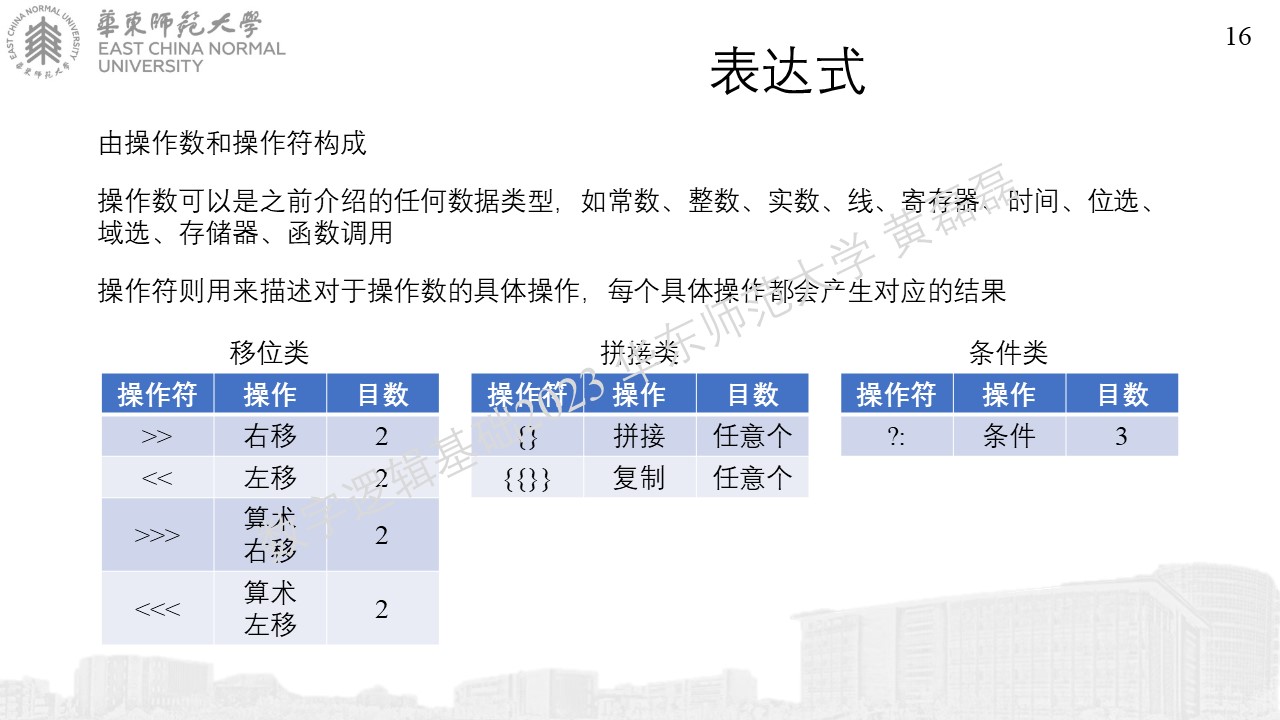 華東師範大學
EAST CHINA NORMAL
UNIVERSITY
EAST CHINA NORMAL UNIVERSITY
華東师范大学
16
表达式
由操作数和操作符构成
操作数可以是之前介绍的任何数据类型，如常数、整数、实数、线、寄存器、时间、位选、
域选、存储器、函数调用
操作符则用来描述对于操作数的具体操作，每个具体操作都会产生对应的结果
移位类
操作符 操作 目数
>> 右移 2
<< 左移 2
>>> 算术
右移 2
<<< 算术
左移 2
拼接类
操作符 操作 目数
{} 拼接 任意个
{{}} 复制 任意个
条件类
操作符 操作 目数
?: 条件 3
数字逻辑基础2023 华东师范大学 黄磊磊